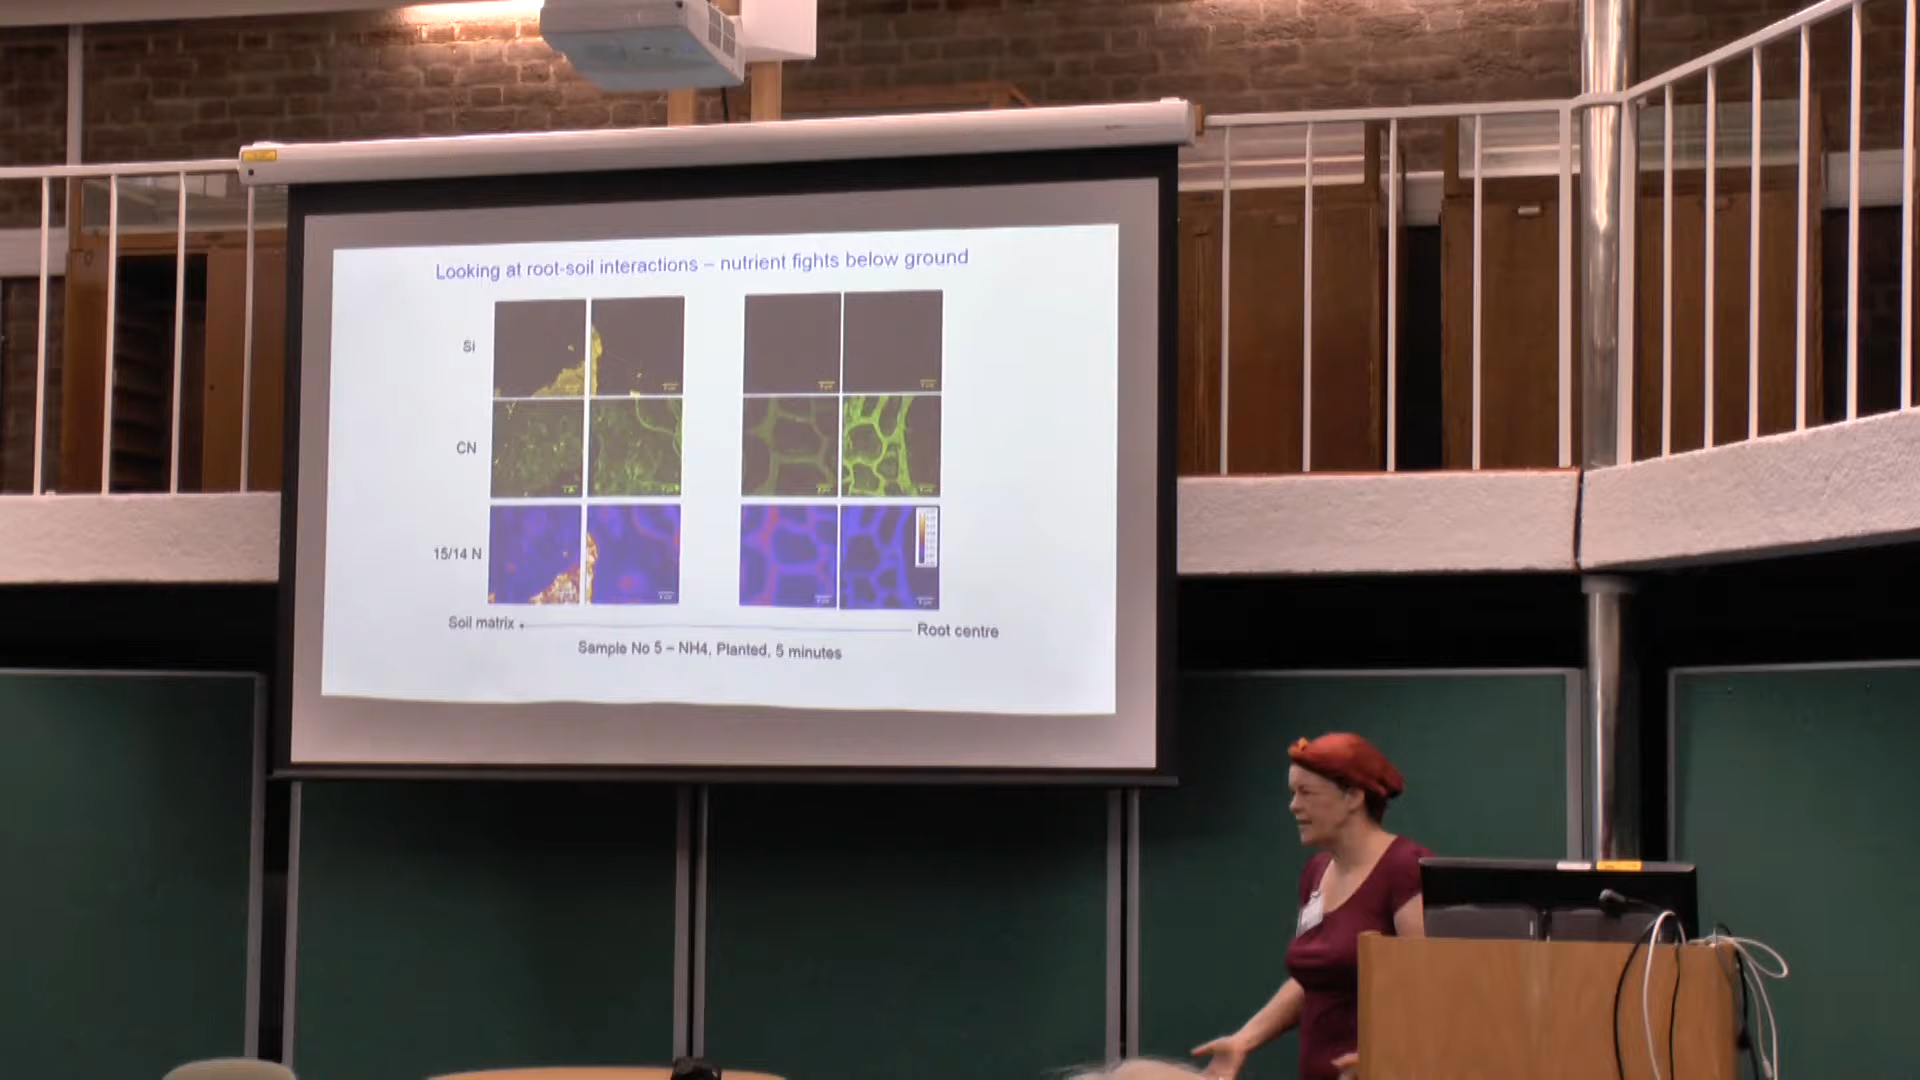 Looking at root-soil interactions – nutrient fights below ground
Si
CN
15/14 N
Soil matrix
Root centre
Sample No 5 – NH4, Planted, 5 minutes